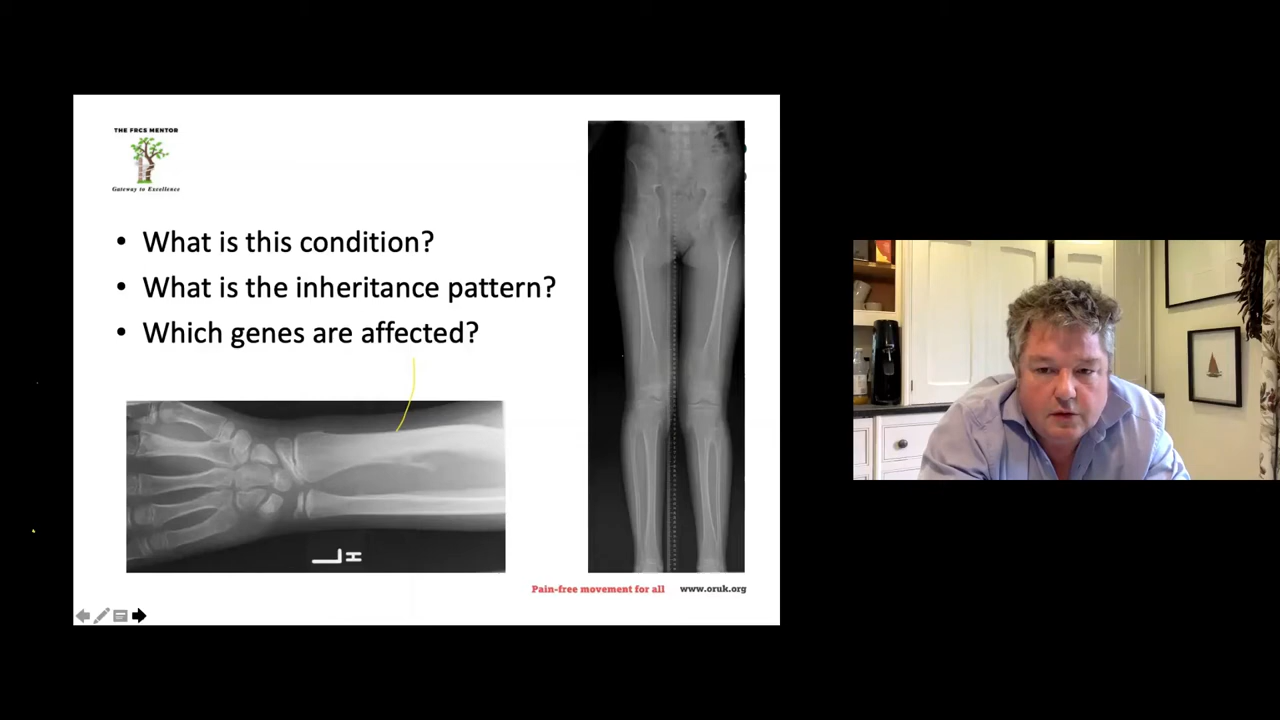 THE FRCS MENTOR
Gateway to Excellence
• What is this condition?
• What is the inheritance pattern?
• Which genes are affected?
Pain-free movement for all www.oruk.org